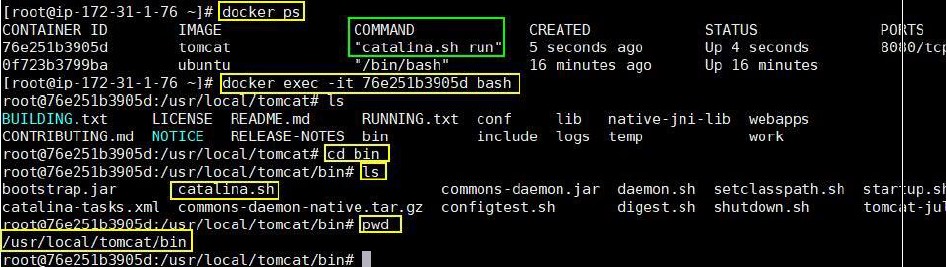 [root@ip-172-31-1-76 ~]# docker ps
CONTAINER ID IMAGE COMMAND CREATED STATUS PORTS
76e251b3905d tomcat "catalina.sh run" 5 seconds ago Up 4 seconds 8080/tcp
0f723b3799ba ubuntu "/bin/bash" 16 minutes ago Up 16 minutes
[root@ip-172-31-1-76 ~]# docker exec -it 76e251b3905d bash
root@76e251b3905d:/usr/local/tomcat# ls
BUILDING.txt LICENSE README.md RUNNING.txt conf lib native-jni-lib webapps
CONTRIBUTING.md NOTICE RELEASE-NOTES bin include logs temp work
root@76e251b3905d:/usr/local/tomcat# cd bin
root@76e251b3905d:/usr/local/tomcat/bin# ls
bootstrap.jar catalina.sh commons-daemon.jar daemon.sh setclasspath.sh startup.sh
catalina-tasks.xml commons-daemon-native.tar.gz configtest.sh digest.sh shutdown.sh tomcat-jul
root@76e251b3905d:/usr/local/tomcat/bin# pwd
/usr/local/tomcat/bin
root@76e251b3905d:/usr/local/tomcat/bin#